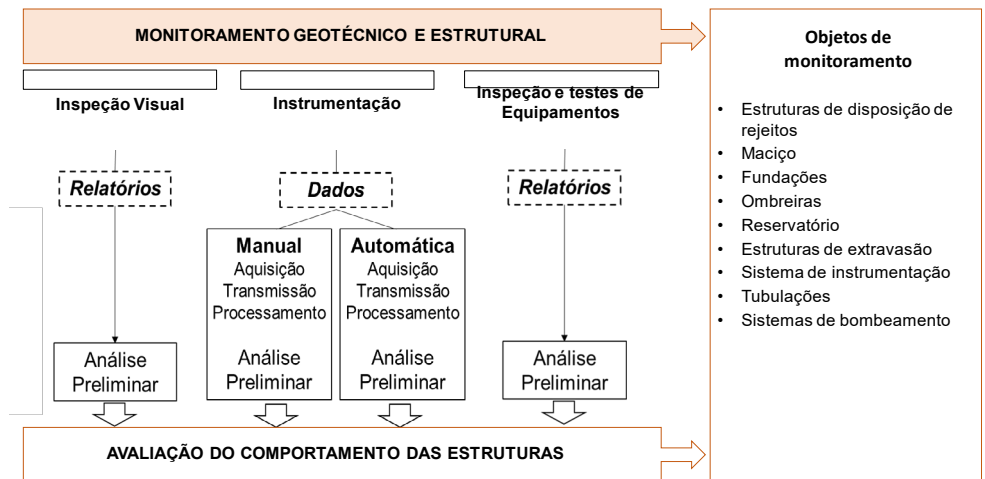 MONITORAMENTO GEOTÉCNICO E ESTRUTURAL
Inspeção Visual
Instrumentação
Inspeção e testes de
Equipamentos
Relatórios
Dados
Relatórios
Manual
Aquisição
Transmissão
Processamento
Análise
Preliminar
Automática
Aquisição
Transmissão
Processamento
Análise
Preliminar
Análise
Preliminar
Análise
Preliminar
AVALIAÇÃO DO COMPORTAMENTO DAS ESTRUTURAS
Objetos de
monitoramento
• Estruturas de disposição de
rejeitos
• Maciço
• Fundações
• Ombreiras
• Reservatório
• Estruturas de extravasão
• Sistema de instrumentação
• Tubulações
• Sistemas de bombeamento